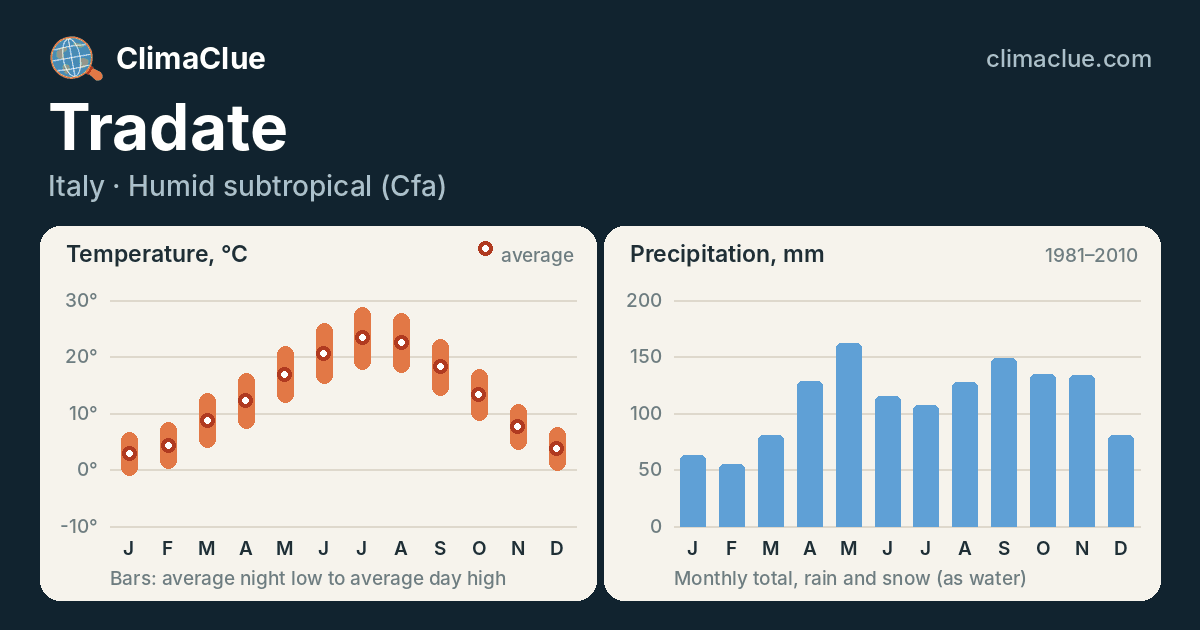 ClimaClue
climaclue.com
Tradate
Italy · Humid subtropical (Cfa)
Temperature, °C
average
30°
20°
10°
0°
-10°
J F M A M J J A S O N D
Bars: average night low to average day high
Precipitation, mm
1981–2010
200
150
100
50
0
J F M A M J J A S O N D
Monthly total, rain and snow (as water)